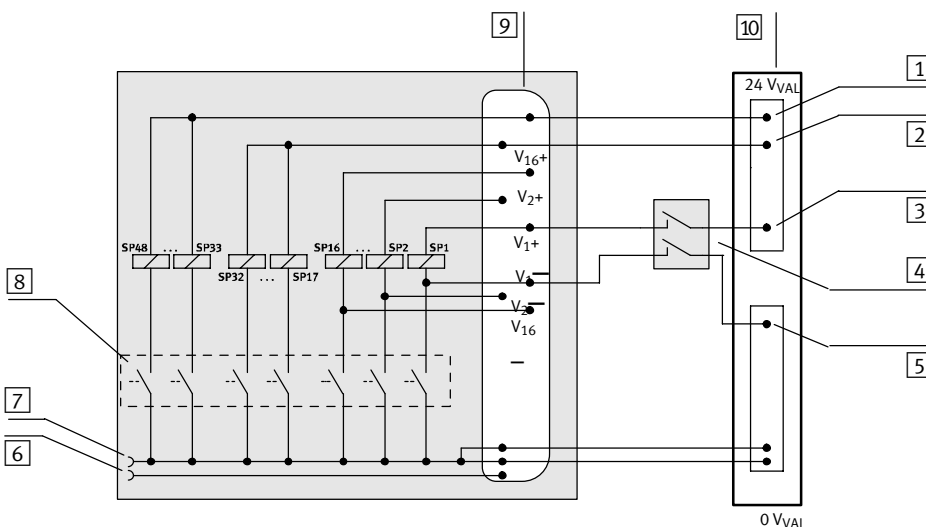 9
10
1
24 VVAL
2
V16+
V2+
3
V1+
SP48 ... SP33
SP16 ... SP2 SP1
4
V1
SP32 ... SP17
8
V2
V16
5
7
6
0 VVAL